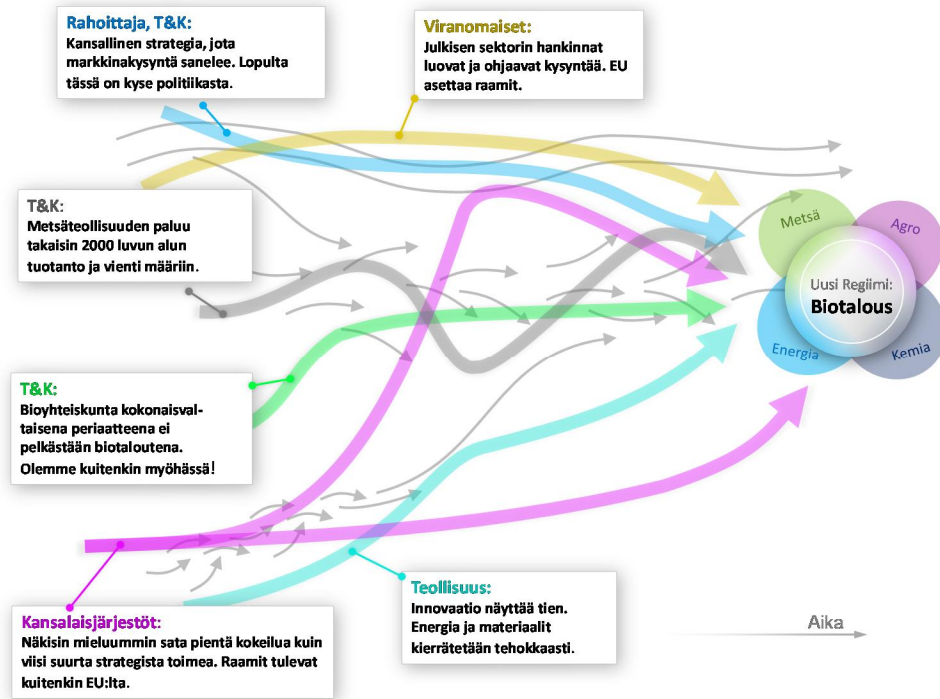 Rahoittaja, T&K:
Kansallinen strategia, jota
markkinakysyntä sanelee. Lopulta
tässä on kyse politiikasta.
Viranomaiset:
Julkisen sektorin hankinnat
luovat ja ohjaavat kysyntää. EU
asettaa raamit.
T&K:
Metsäteollisuuden paluu
takaisin 2000 luvun alun
tuotanto ja vienti määriin.
Metsä
Agro
Uusi Regiimi:
Biotalous
Energia
Kemia
T&K:
Bioyhteiskunta kokonaisval-
taisena periaatteena ei
pelkästään biotaloutena.
Olemme kuitenkin myöhässä!
Teollisuus:
Innovaatio näyttää tien.
Energia ja materiaalit
kierrätetään tehokkaasti.
Kansalaisjärjestöt:
Näkisin mieluummin sata pientä kokeilua kuin
viisi suurta strategista toimea. Raamit tulevat
kuitenkin EU:lta.
Aika